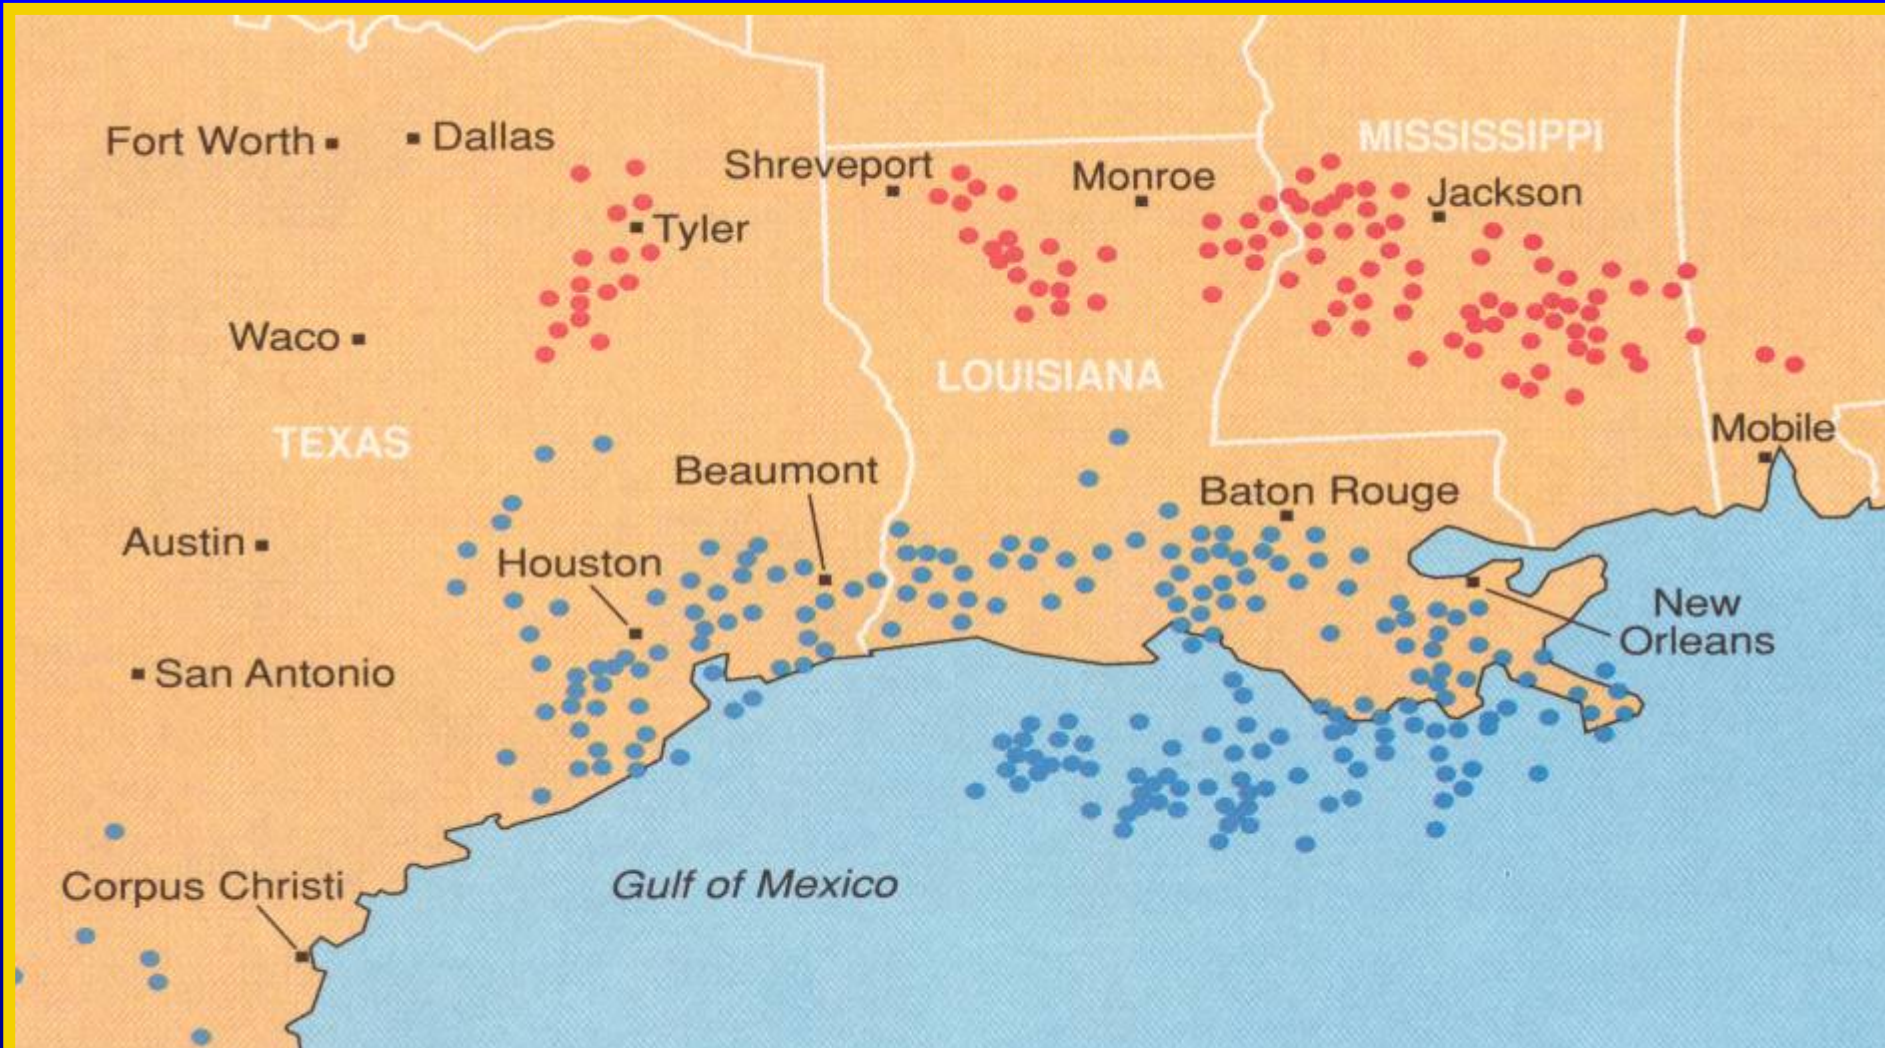 Fort Worth
Dallas
MISSISSIPPI
Shreveport
Monroe
Jackson
Tyler
Waco
LOUISIANA
TEXAS
Mobile
Beaumont
Baton Rouge
Austin
Houston
New
Orleans
San Antonio
Corpus Christi
Gulf of Mexico